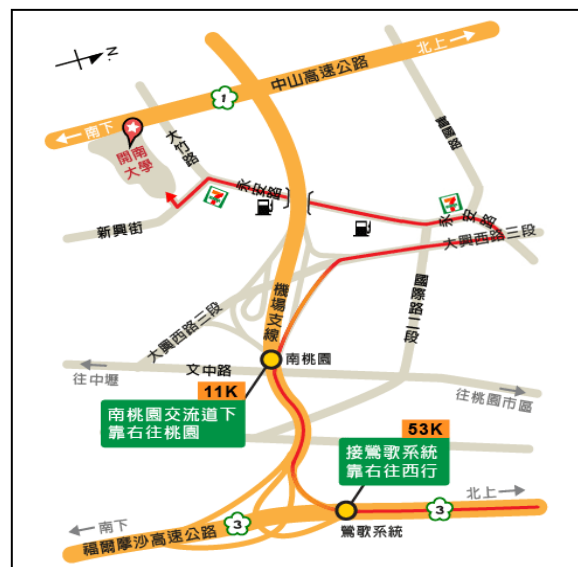 N.
北上
中山高速公路
1
南下
開南
大學
大竹路
永安路
7
7
永安路
新興街
大興西路三段
國際路二段
大興西路三段
機場支線
南桃園
文中路
往中壢
往桃園市區
11K
南桃園交流道下
靠右往桃園
53K
接鶯歌系統
靠右往西行
北上
3
3
南下
鶯歌系統
福爾摩沙高速公路